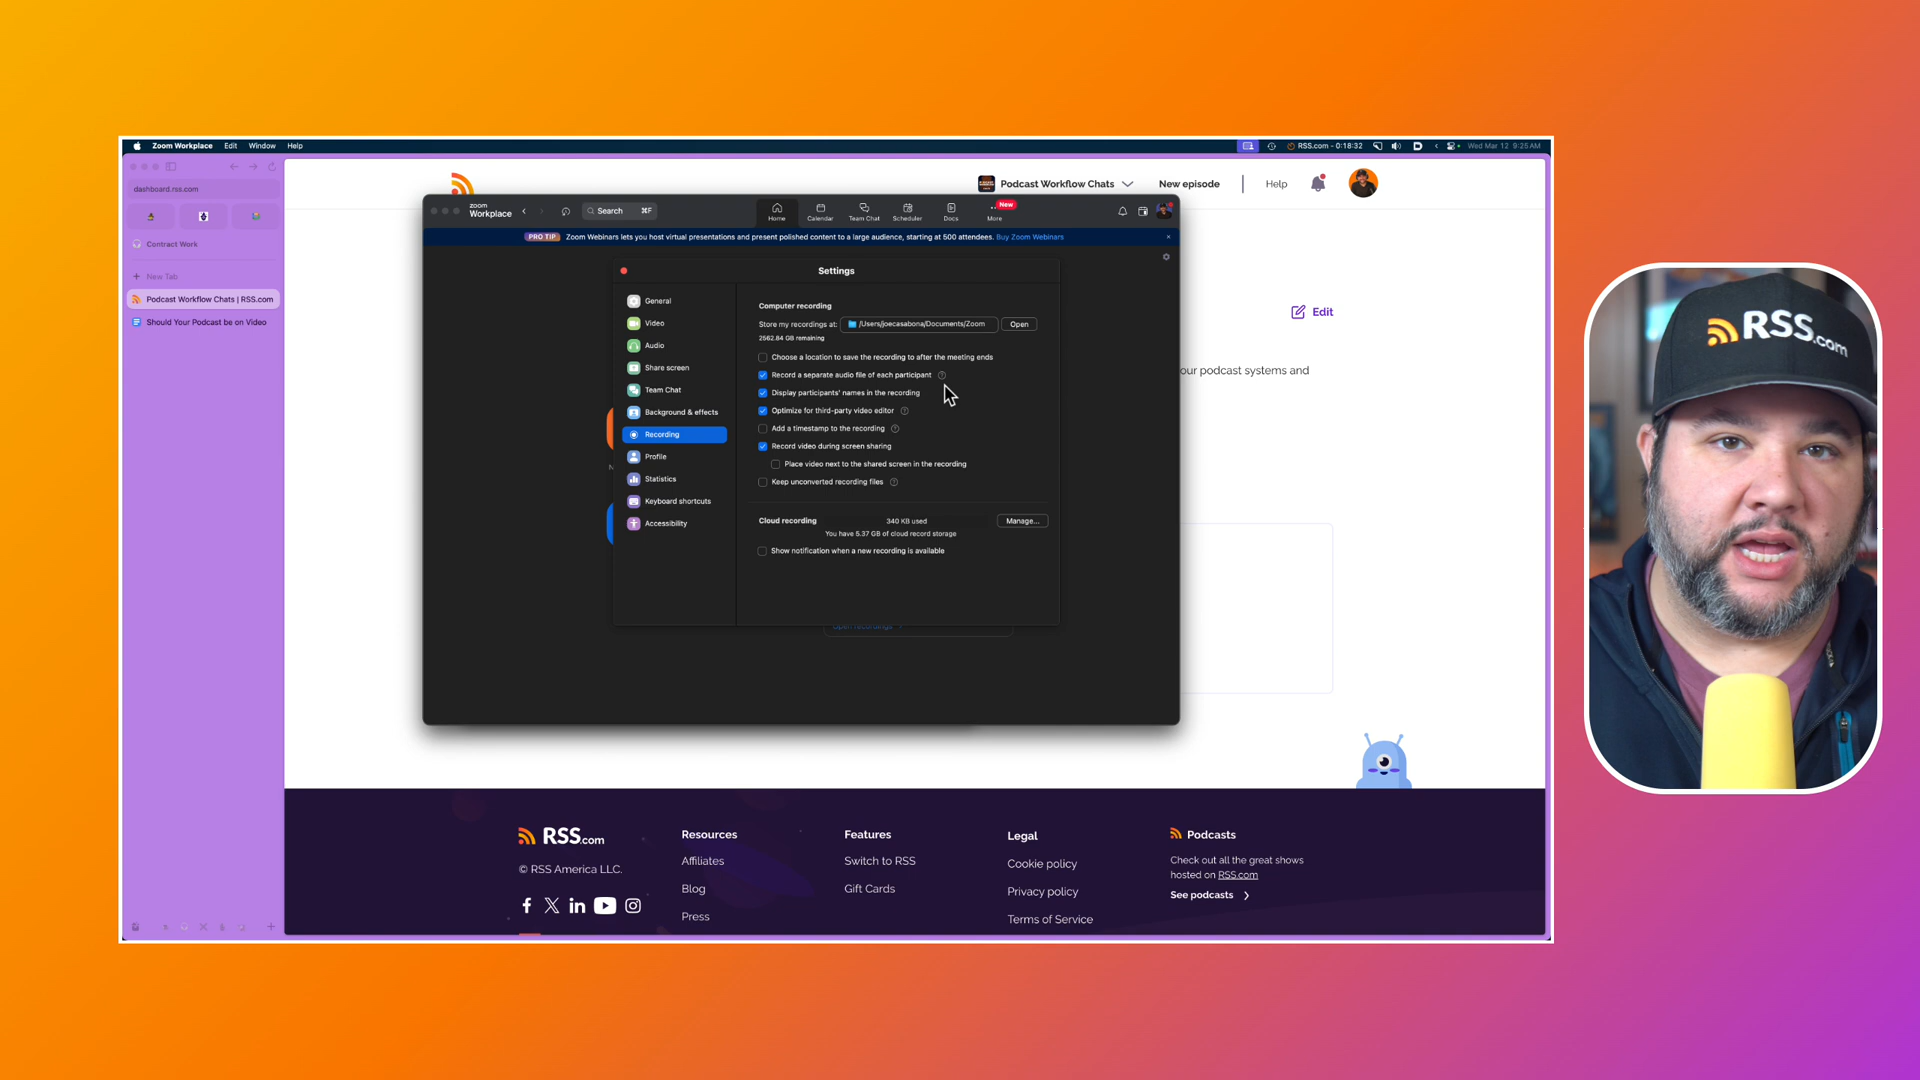 Zoom Workplace Edit Window Help
RSS.com - 0:18:32
Wed Mar 12 9:25 AM
dashboard.rss.com
Contract Work
+ New Tab
Podcast Workflow Chats | RSS.com
Should Your Podcast be on Video
Podcast Workflow Chats
New episode
Help
Edit
our podcast systems and
zoom
Workplace
Search ⌘F
Home
Calendar
Team Chat
Scheduler
Docs
More
New
PRO TIP Zoom Webinars lets you host virtual presentations and present polished content to a large audience, starting at 500 attendees. Buy Zoom Webinars
Settings
General
Video
Audio
Share screen
Team Chat
Background & effects
Recording
Profile
Statistics
Keyboard shortcuts
Accessibility
Computer recording
Store my recordings at: /Users/joecasabona/Documents/Zoom Open
2562.84 GB remaining
Choose a location to save the recording to after the meeting ends
Record a separate audio file of each participant
Display participants' names in the recording
Optimize for third-party video editor
Add a timestamp to the recording
Record video during screen sharing
Place video next to the shared screen in the recording
Keep unconverted recording files
Cloud recording 340 KB used Manage...
You have 5.37 GB of cloud record storage
Show notification when a new recording is available
Open recordings
RSS.com
© RSS America LLC.
Resources
Affiliates
Blog
Press
Features
Switch to RSS
Gift Cards
Legal
Cookie policy
Privacy policy
Terms of Service
Podcasts
Check out all the great shows
hosted on RSS.com
See podcasts
RSS.com